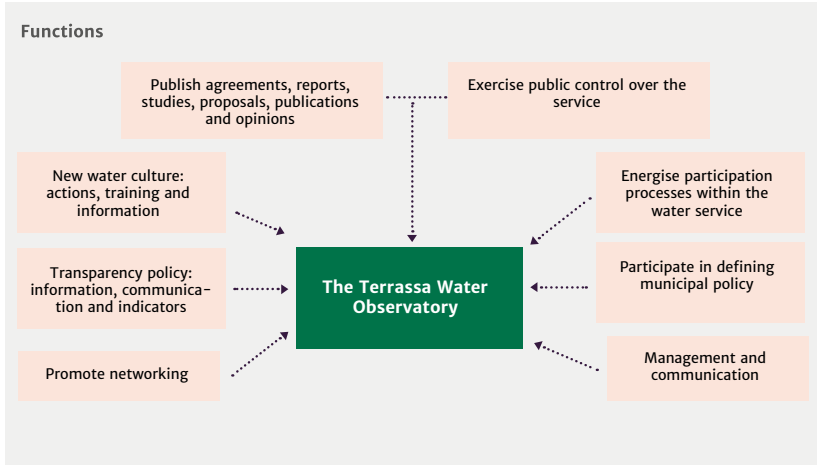 Functions
Publish agreements, reports,
studies, proposals, publications
and opinions
Exercise public control over the
service
New water culture:
actions, training and
information
Energise participation
processes within the
water service
Transparency policy:
information, communica-
tion and indicators
The Terrassa Water
Observatory
Participate in defining
municipal policy
Promote networking
Management and
communication